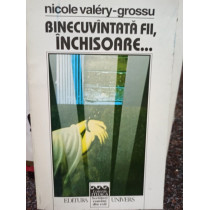 nicole valéry-grossu
BINECUVÎNTATĂ FII,
ÎNCHISOARE...
EDITURA UNIVERS